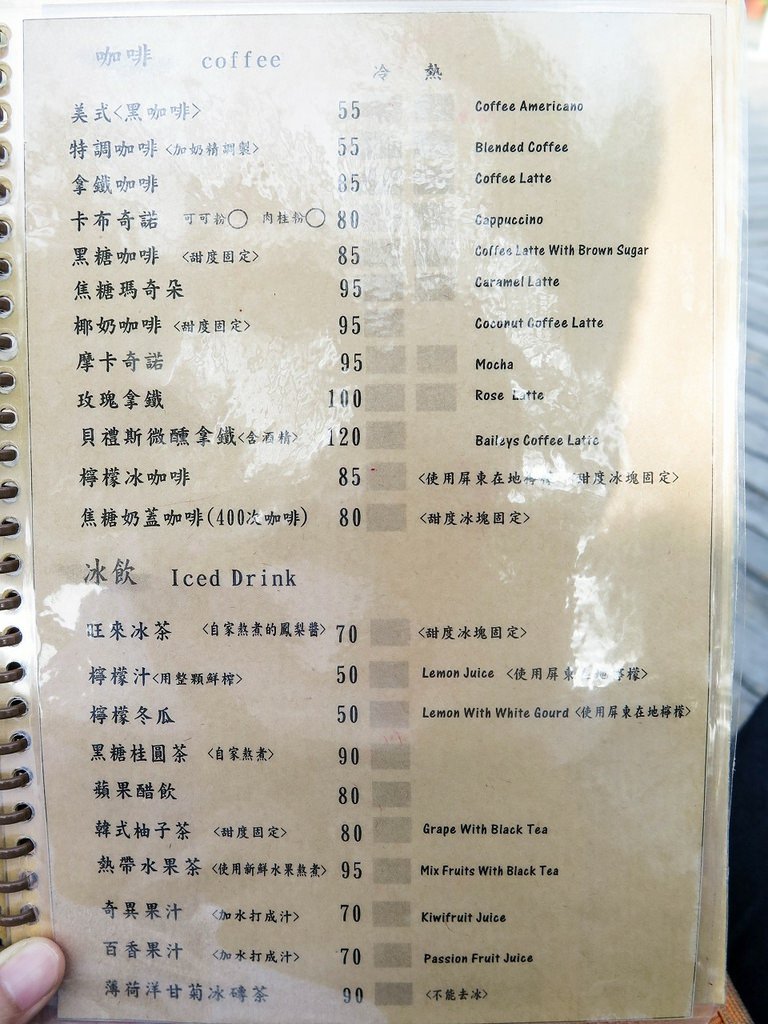 咖啡 coffee 冷 熱
美式<黑咖啡> 55 Coffee Americano
特調咖啡 <加奶精調製> 55 Blended Coffee
拿鐵咖啡 85 Coffee Latte
卡布奇諾 可可粉◯ 肉桂粉◯ 80 Cappuccino
黑糖咖啡 <甜度固定> 85 Coffee Latte With Brown Sugar
焦糖瑪奇朵 95 Caramel Latte
椰奶咖啡 <甜度固定> 95 Coconut Coffee Latte
摩卡奇諾 95 Mocha
玫瑰拿鐵 100 Rose Latte
貝禮斯微醺拿鐵<含酒精> 120 Baileys Coffee Latte
檸檬冰咖啡 85 <使用屏東在地檸檬 甜度冰塊固定>
焦糖奶蓋咖啡(400次咖啡) 80 <甜度冰塊固定>
冰飲 Iced Drink
旺來冰茶 <自家熬煮的鳳梨醬> 70 <甜度冰塊固定>
檸檬汁<用整顆鮮榨> 50 Lemon Juice <使用屏東在地檸檬>
檸檬冬瓜 50 Lemon With White Gourd <使用屏東在地檸檬>
黑糖桂圓茶 <自家熬煮> 90
蘋果醋飲 80
韓式柚子茶 <甜度固定> 80 Grape With Black Tea
熱帶水果茶 <使用新鮮水果熬煮> 95 Mix Fruits With Black Tea
奇異果汁 <加水打成汁> 70 Kiwifruit Juice
百香果汁 <加水打成汁> 70 Passion Fruit Juice
薄荷洋甘菊冰磚茶 90 <不能去冰>